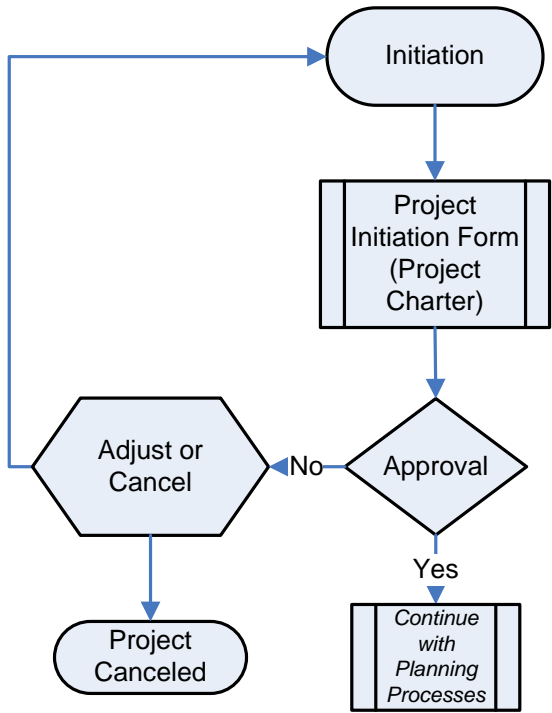 Initiation
Project
Initiation Form
(Project
Charter)
Adjust or
Cancel
No
Approval
Yes
Project
Canceled
Continue
with
Planning
Processes